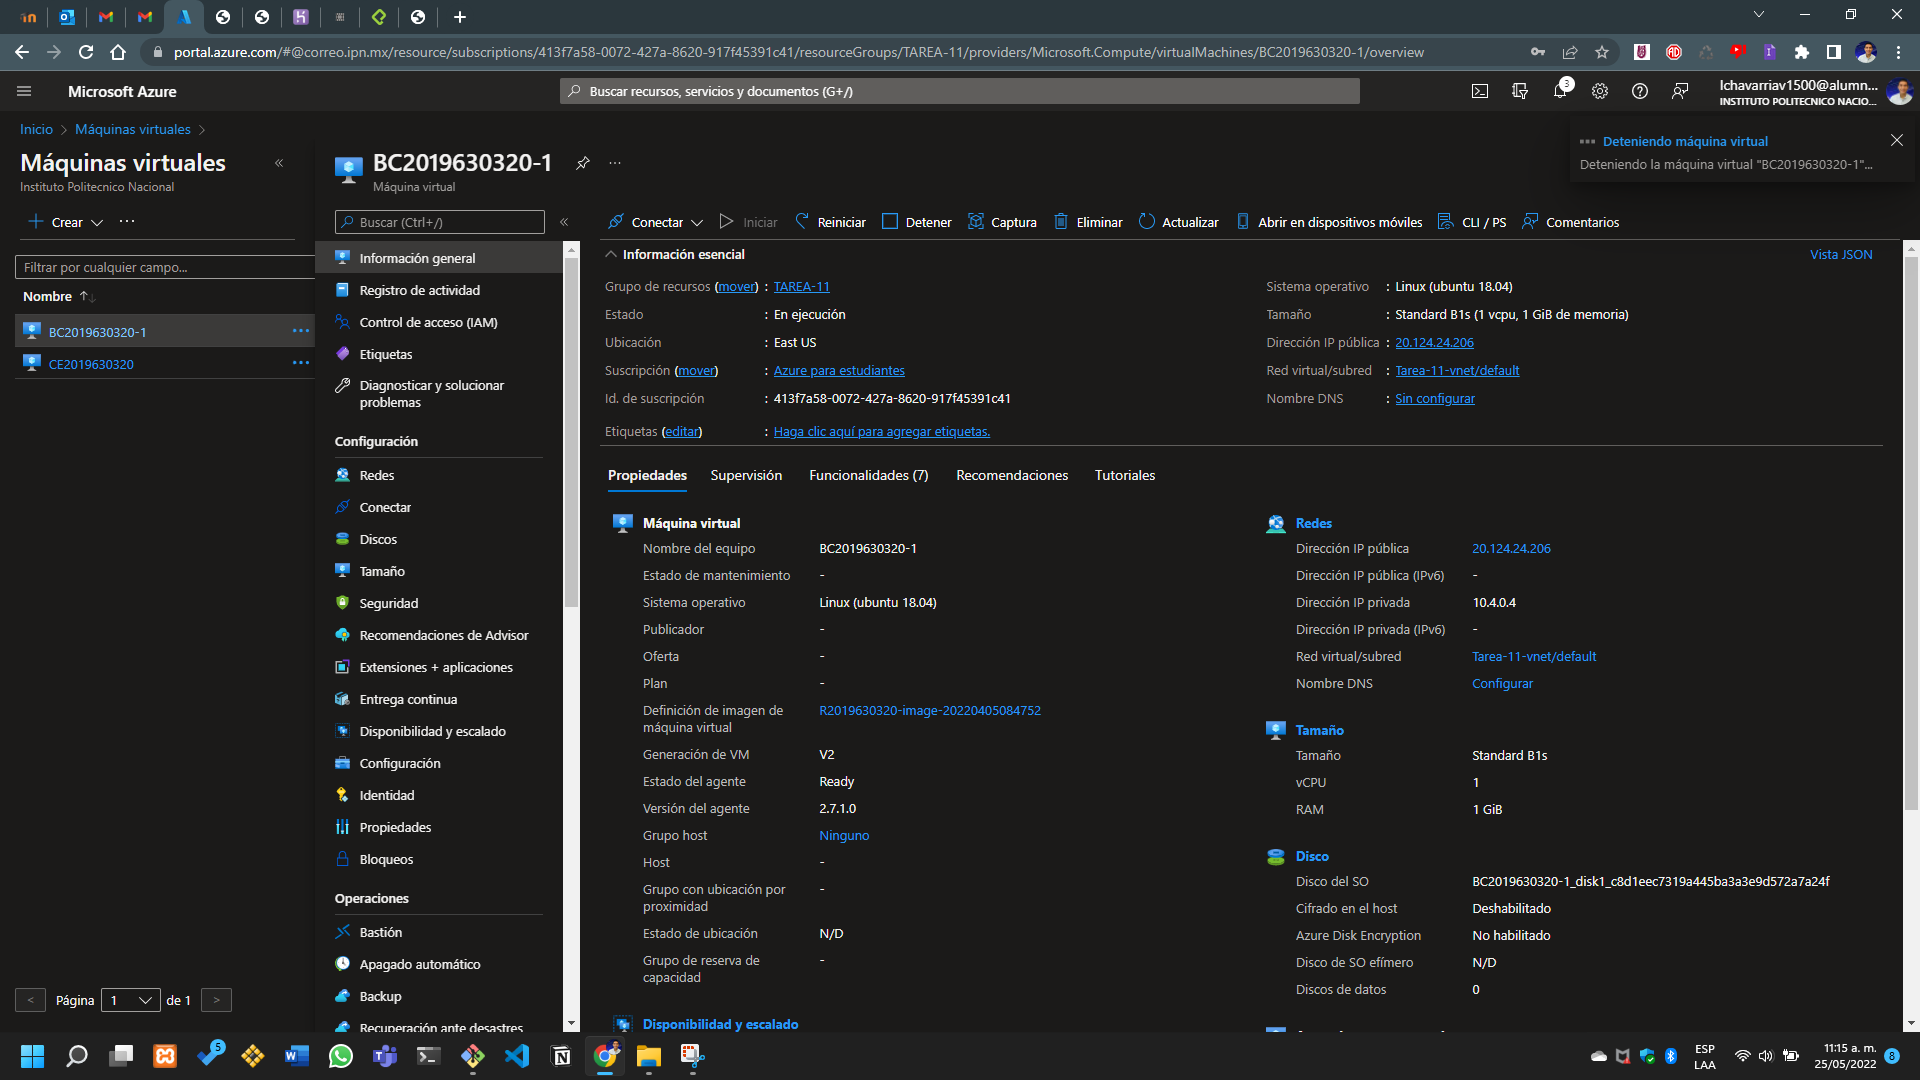 portal.azure.com/#@correo.ipn.mx/resource/subscriptions/413f7a58-0072-427a-8620-917f45391c41/resourceGroups/TAREA-11/providers/Microsoft.Compute/virtualMachines/BC2019630320-1/overview
Microsoft Azure
Buscar recursos, servicios y documentos (G+/)
3
lchavarriav1500@alumn...
INSTITUTO POLITECNICO NACIO...
Inicio > Máquinas virtuales >
Deteniendo máquina virtual
Deteniendo la máquina virtual "BC2019630320-1"...
Máquinas virtuales
Instituto Politecnico Nacional
Crear
Filtrar por cualquier campo...
Nombre
BC2019630320-1
CE2019630320
< Página 1 de 1 >
BC2019630320-1
Máquina virtual
Buscar (Ctrl+/)
Información general
Registro de actividad
Control de acceso (IAM)
Etiquetas
Diagnosticar y solucionar
problemas
Configuración
Redes
Conectar
Discos
Tamaño
Seguridad
Recomendaciones de Advisor
Extensiones + aplicaciones
Entrega continua
Disponibilidad y escalado
Configuración
Identidad
Propiedades
Bloqueos
Operaciones
Bastión
Apagado automático
Backup
Recuperación ante desastres
Conectar Iniciar Reiniciar Detener Captura Eliminar Actualizar Abrir en dispositivos móviles CLI / PS Comentarios
Información esencial
Vista JSON
Grupo de recursos (mover) : TAREA-11
Estado : En ejecución
Ubicación : East US
Suscripción (mover) : Azure para estudiantes
Id. de suscripción : 413f7a58-0072-427a-8620-917f45391c41
Sistema operativo : Linux (ubuntu 18.04)
Tamaño : Standard B1s (1 vcpu, 1 GiB de memoria)
Dirección IP pública : 20.124.24.206
Red virtual/subred : Tarea-11-vnet/default
Nombre DNS : Sin configurar
Etiquetas (editar) : Haga clic aquí para agregar etiquetas.
Propiedades Supervisión Funcionalidades (7) Recomendaciones Tutoriales
Máquina virtual
Nombre del equipo BC2019630320-1
Estado de mantenimiento -
Sistema operativo Linux (ubuntu 18.04)
Publicador -
Oferta -
Plan -
Definición de imagen de R2019630320-image-20220405084752
máquina virtual
Generación de VM V2
Estado del agente Ready
Versión del agente 2.7.1.0
Grupo host Ninguno
Host -
Grupo con ubicación por -
proximidad
Estado de ubicación N/D
Grupo de reserva de -
capacidad
Disponibilidad y escalado
Redes
Dirección IP pública 20.124.24.206
Dirección IP pública (IPv6) -
Dirección IP privada 10.4.0.4
Dirección IP privada (IPv6) -
Red virtual/subred Tarea-11-vnet/default
Nombre DNS Configurar
Tamaño
Tamaño Standard B1s
vCPU 1
RAM 1 GiB
Disco
Disco del SO BC2019630320-1_disk1_c8d1eec7319a445ba3a3e9d572a7a24f
Cifrado en el host Deshabilitado
Azure Disk Encryption No habilitado
Disco de SO efímero N/D
Discos de datos 0
5
ESP
LAA
11:15 a. m.
25/05/2022
8